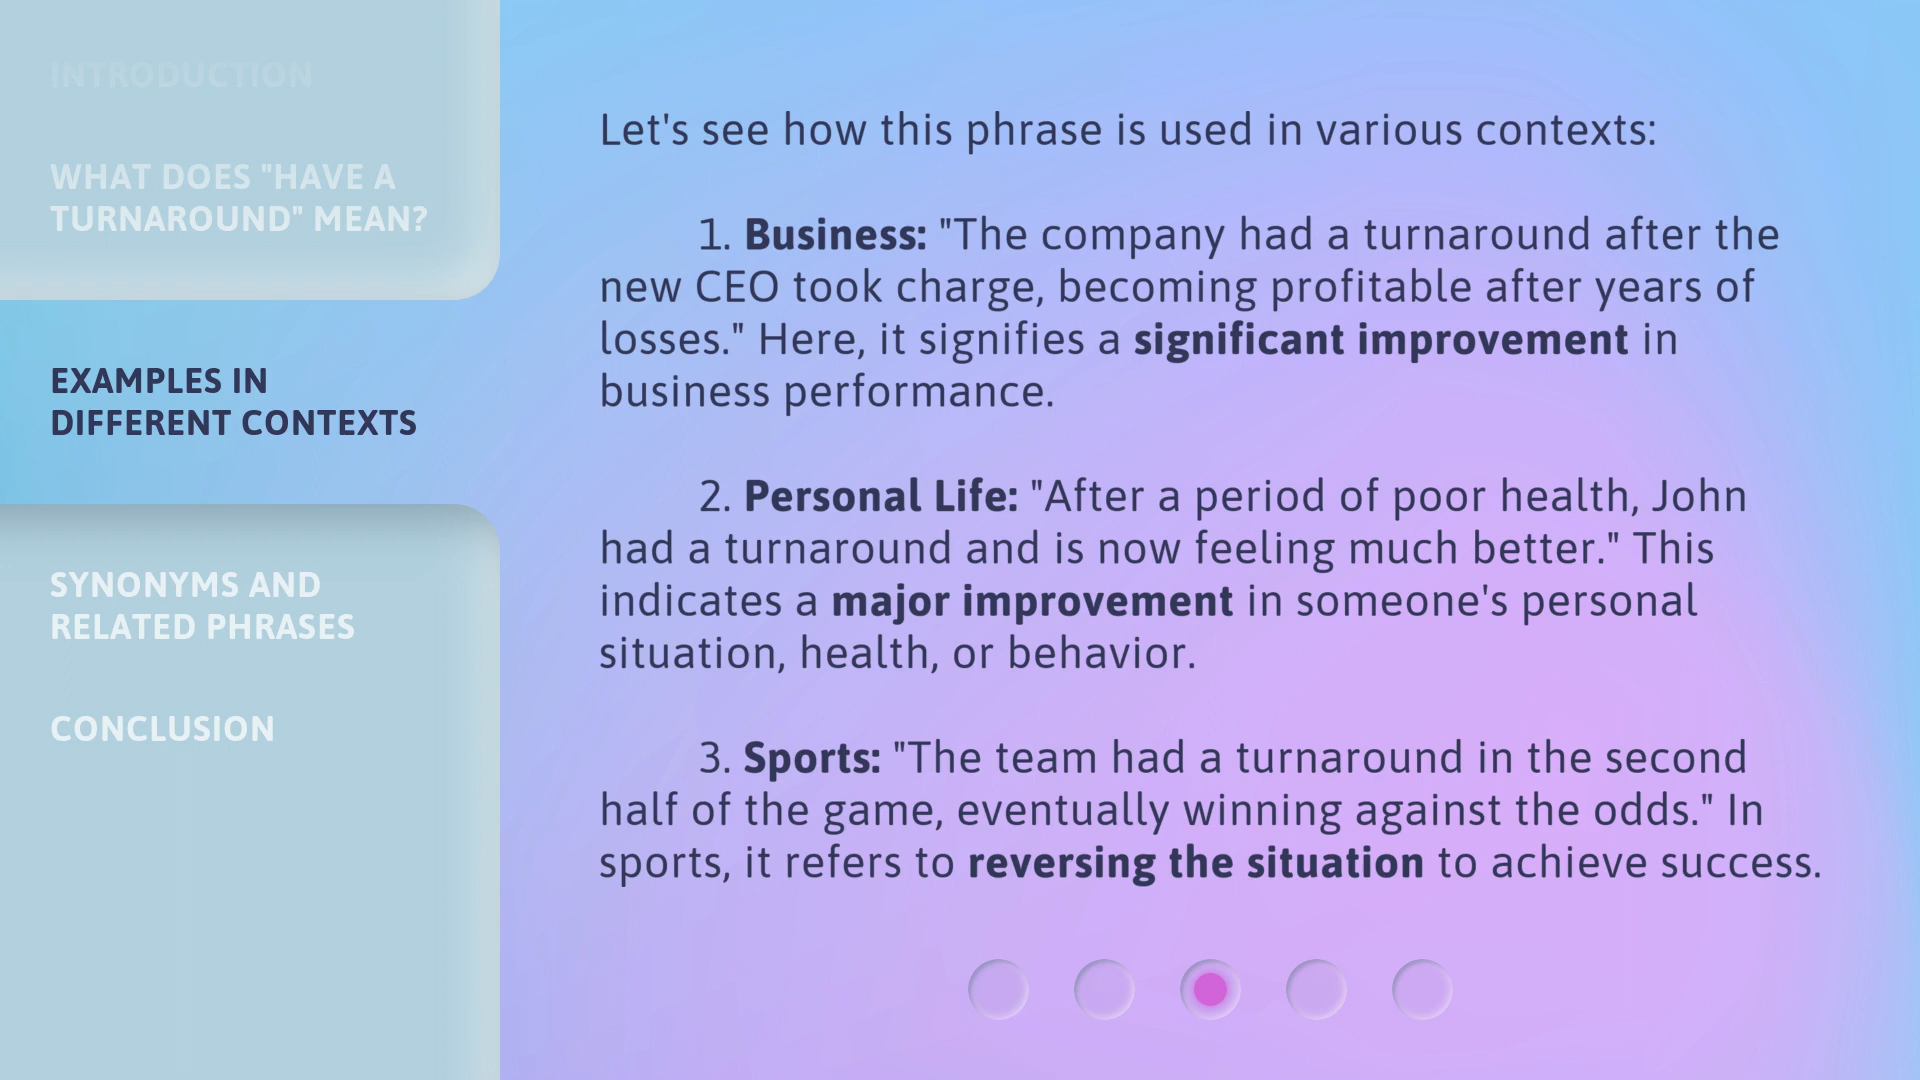 INTRODUCTION
WHAT DOES "HAVE A
TURNAROUND" MEAN?
EXAMPLES IN
DIFFERENT CONTEXTS
SYNONYMS AND
RELATED PHRASES
CONCLUSION
Let's see how this phrase is used in various contexts:
1. Business: "The company had a turnaround after the
new CEO took charge, becoming profitable after years of
losses." Here, it signifies a significant improvement in
business performance.
2. Personal Life: "After a period of poor health, John
had a turnaround and is now feeling much better." This
indicates a major improvement in someone's personal
situation, health, or behavior.
3. Sports: "The team had a turnaround in the second
half of the game, eventually winning against the odds." In
sports, it refers to reversing the situation to achieve success.